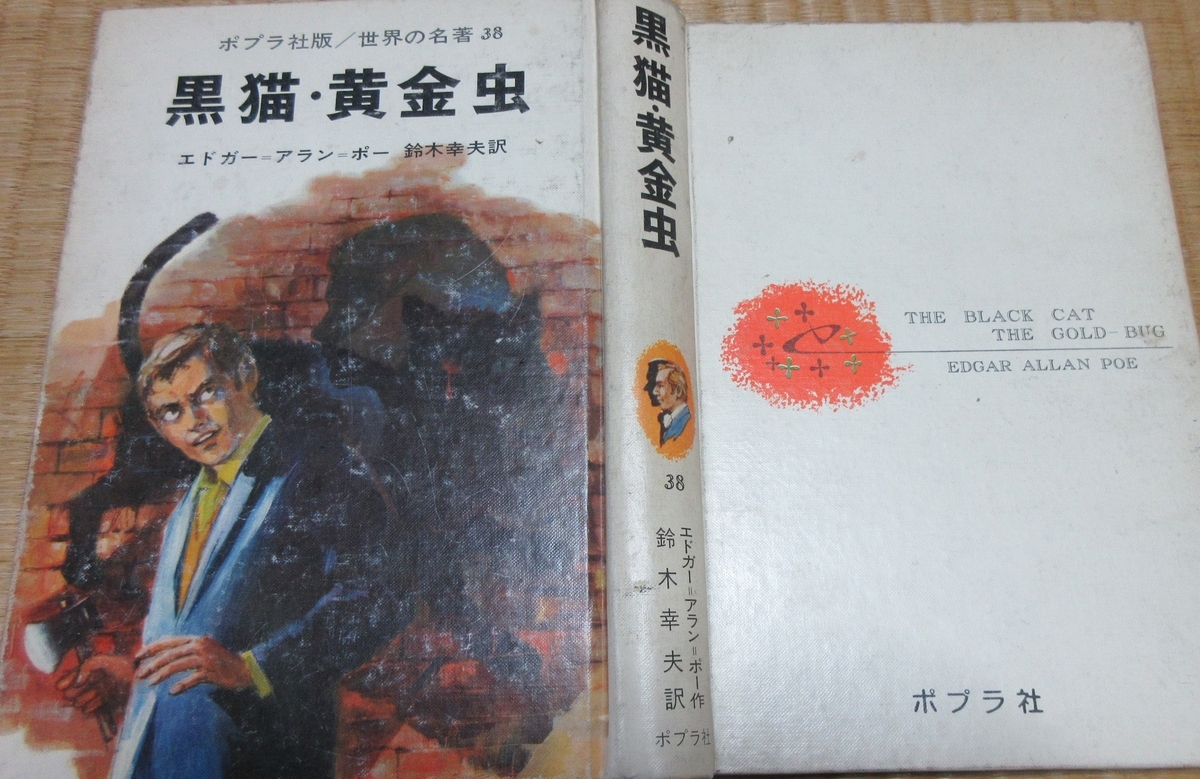 ポプラ社版／世界の名著 38
黒猫・黄金虫
エドガー＝アラン＝ポー 鈴木幸夫訳
黒猫・黄金虫
38
エドガー＝アラン＝ポー作
鈴木幸夫訳
ポプラ社
THE BLACK CAT
THE GOLD-BUG
EDGAR ALLAN POE
ポプラ社